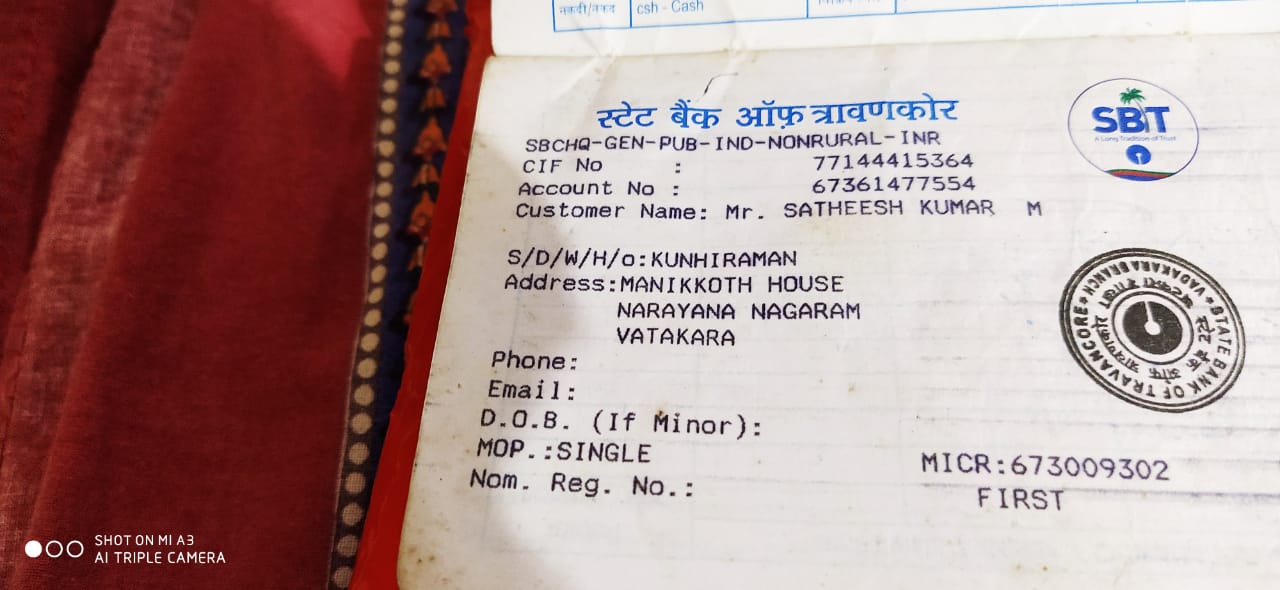 नकदी/नकद csh - Cash
स्टेट बैंक ऑफ़ त्रावणकोर
SBT
A Long Tradition of Trust
SBCHQ-GEN-PUB-IND-NONRURAL-INR
CIF No : 77144415364
Account No : 67361477554
Customer Name: Mr. SATHEESH KUMAR M
S/D/W/H/o:KUNHIRAMAN
Address:MANIKKOTH HOUSE
NARAYANA NAGARAM
VATAKARA
STATE BANK OF TRAVANCORE
VADAKARA BRANCH
स्टेट बैंक ऑफ त्रावणकोर
Phone:
Email:
D.O.B. (If Minor):
MOP.:SINGLE
Nom. Reg. No.:
MICR:673009302
FIRST
SHOT ON MI A3
AI TRIPLE CAMERA